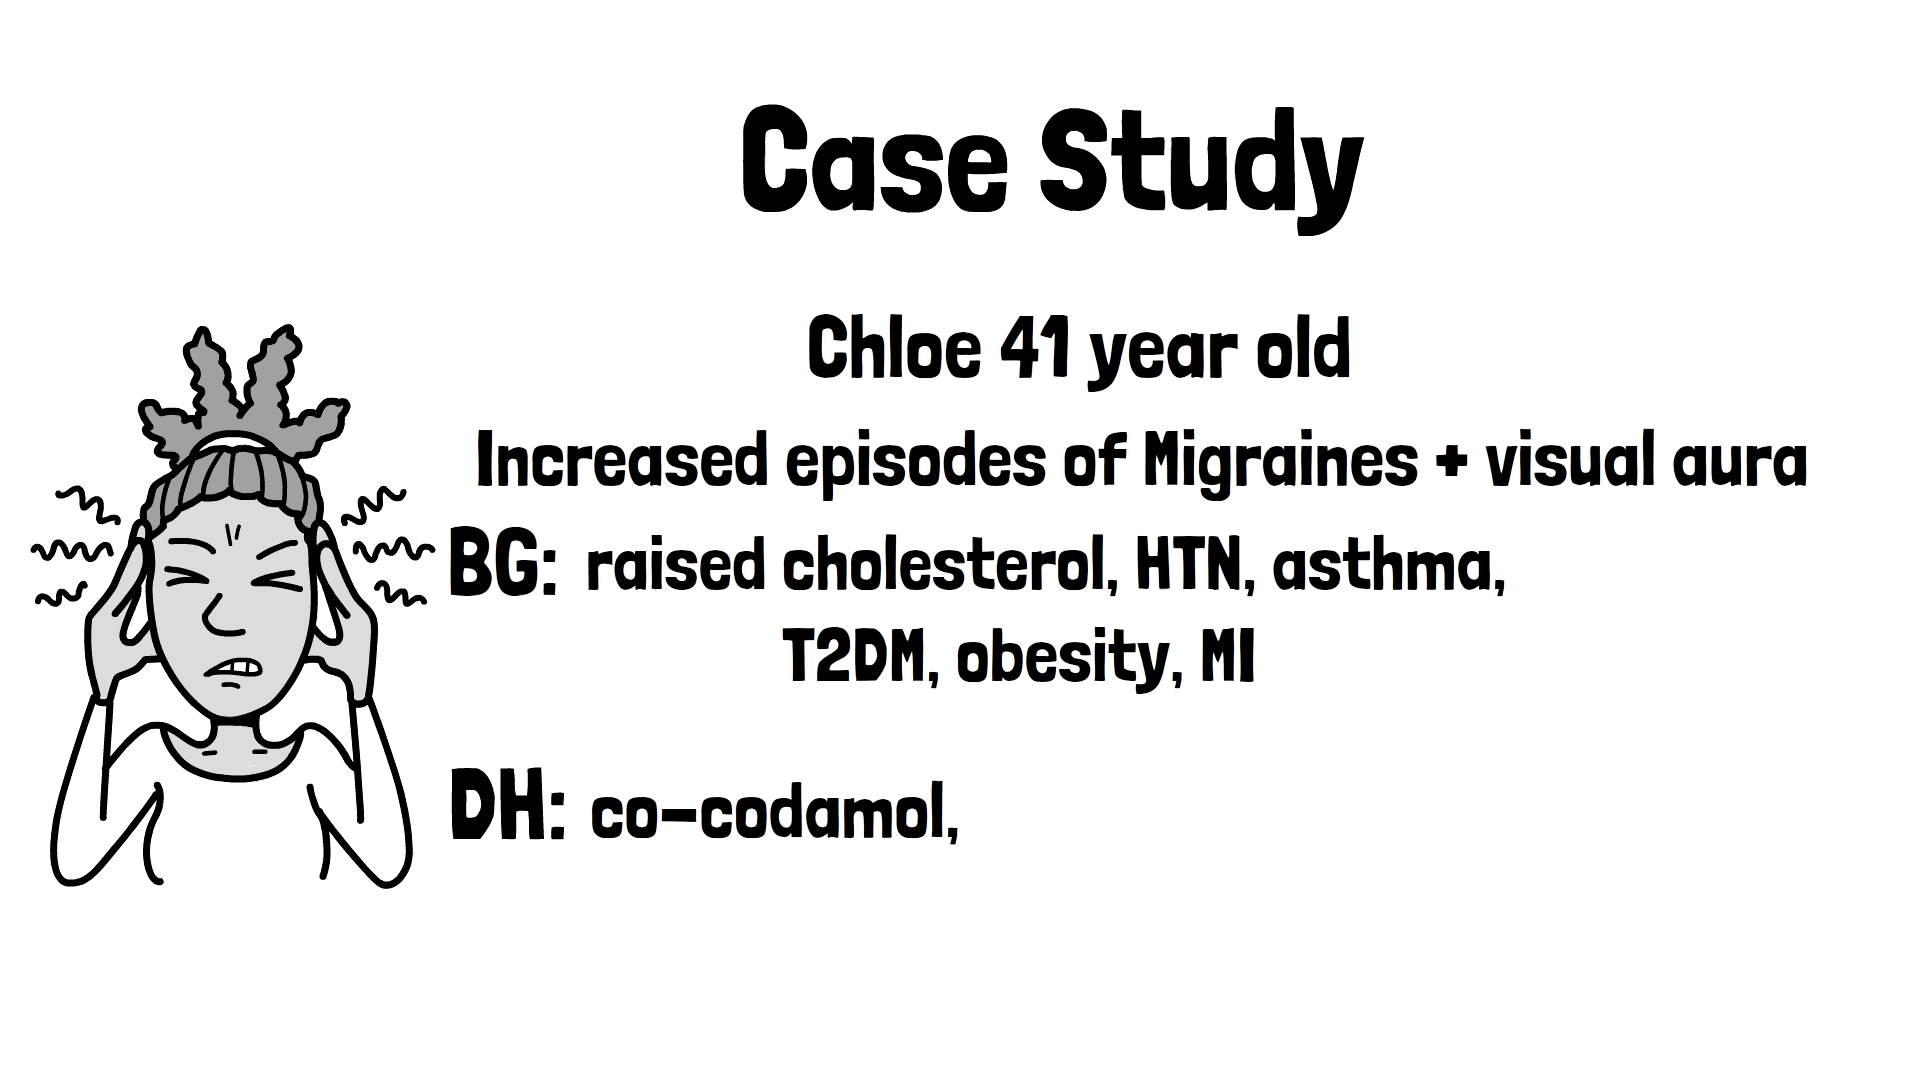 Case Study
Chloe 41 year old
Increased episodes of Migraines + visual aura
BG: raised cholesterol, HTN, asthma,
T2DM, obesity, MI
DH: co-codamol,